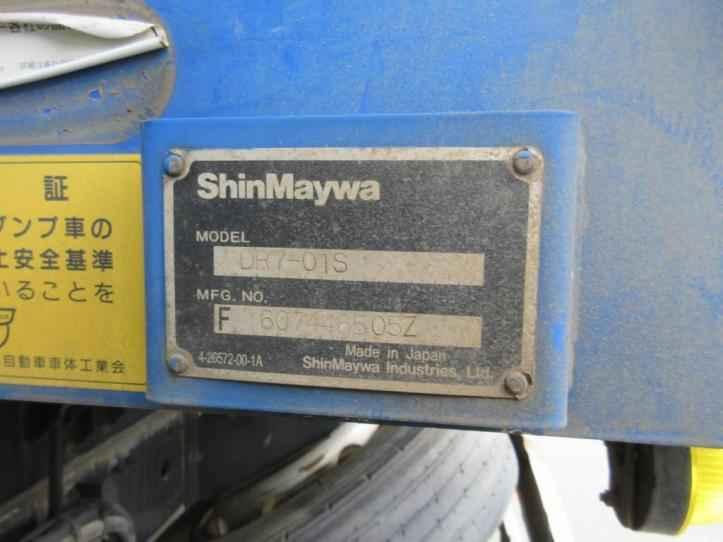 証
ダンプ車の
安全基準
いることを
自動車車体工業会
ShinMaywa
MODEL
DR7-01S
MFG. NO.
F
05Z
4-26572-00-1A
Made in Japan
ShinMaywa Industries, Ltd.